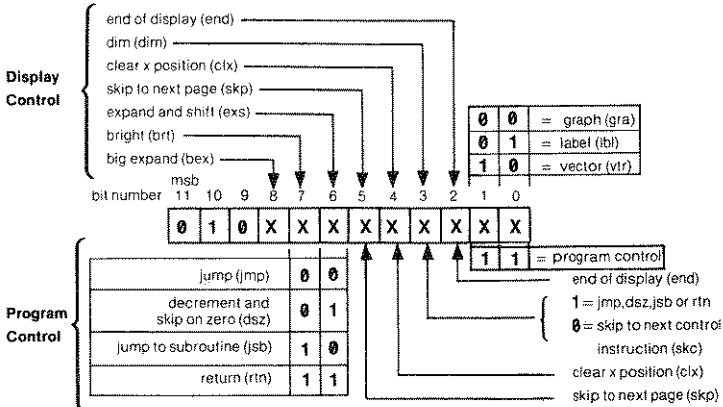 end of display (end)
dim (dim)
clear x position (clx)
skip to next page (skp)
expand and shift (exs)
bright (brt)
big expand (bex)
Display
Control
0 0 = graph (gra)
0 1 = label (lbl)
1 0 = vector (vtr)
msb
bit number 11 10 9 8 7 6 5 4 3 2 1 0
0 1 0 X X X X X X X X X
1 1 = program control
Program
Control
jump (jmp) 0 0
decrement and
skip on zero (dsz) 0 1
jump to subroutine (jsb) 1 0
return (rtn) 1 1
end of display (end)
1 = jmp,dsz,jsb or rtn
0 = skip to next control
instruction (skc)
clear x position (clx)
skip to next page (skp)